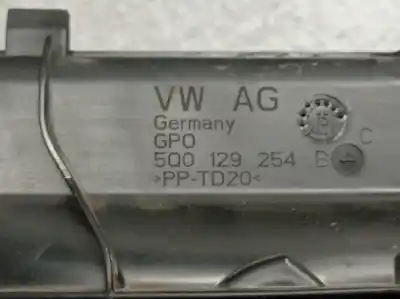 VW AG
Germany
GPO
5Q0 129 254 B C
>PP-TD20<
15